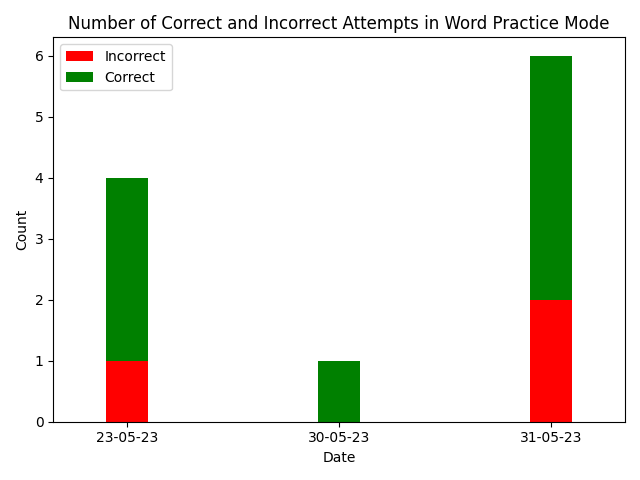 Number of Correct and Incorrect Attempts in Word Practice Mode
Incorrect
Correct
6
5
4
3
2
1
0
Count
23-05-23 30-05-23 31-05-23
Date